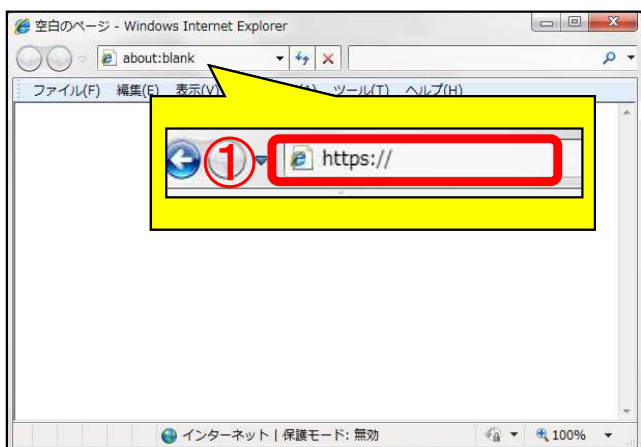 空白のページ - Windows Internet Explorer
about:blank
ファイル(F) 編集(E) 表示(V) ツール(T) ヘルプ(H)
① https://
インターネット | 保護モード: 無効 100%